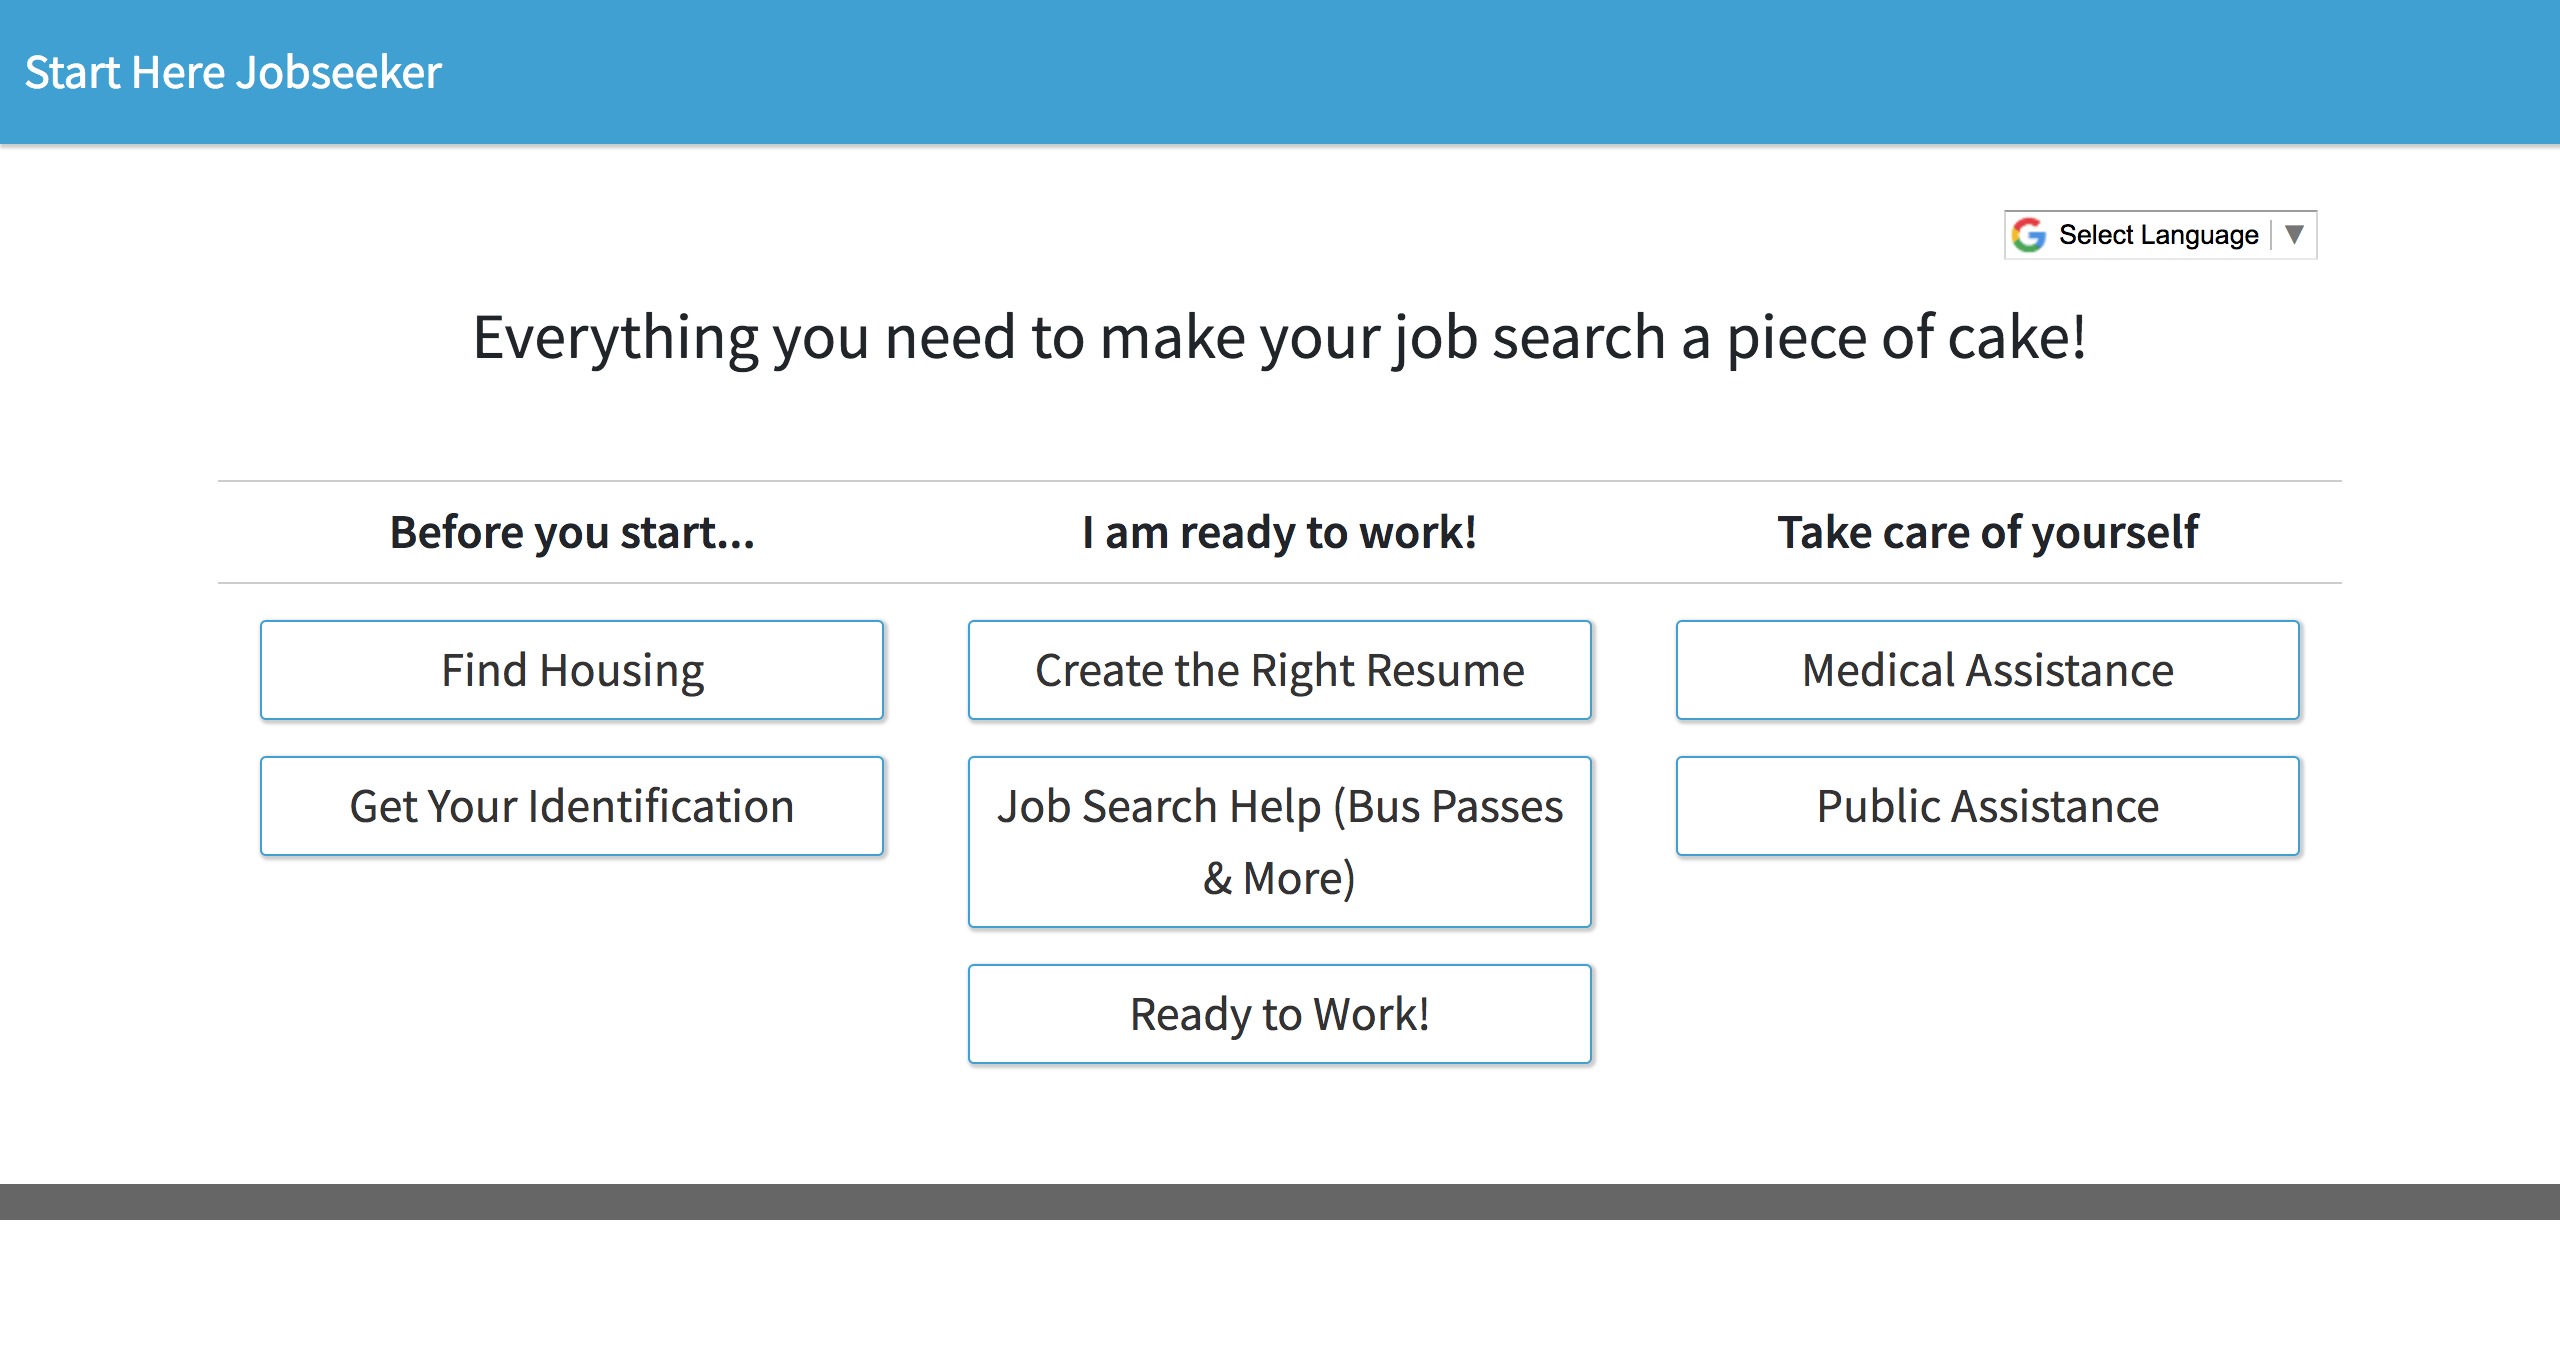 Start Here Jobseeker
Select Language ▼
Everything you need to make your job search a piece of cake!
Before you start...
I am ready to work!
Take care of yourself
Find Housing
Create the Right Resume
Medical Assistance
Get Your Identification
Job Search Help (Bus Passes
& More)
Public Assistance
Ready to Work!